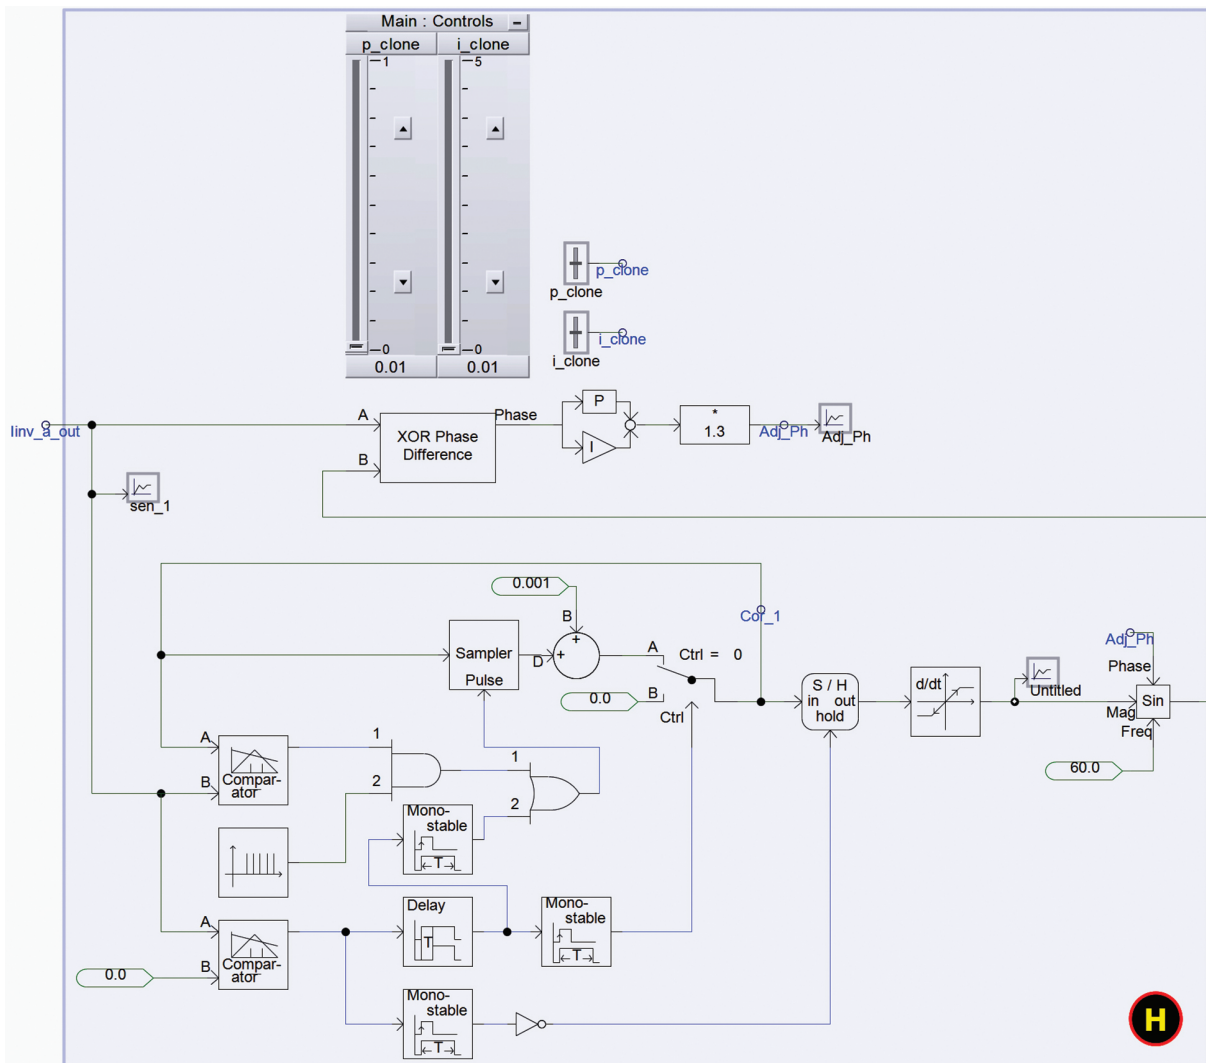 Main : Controls
p_clone i_clone
1 5
0 0
0.01 0.01
p_clone
p_clone
i_clone
i_clone
Iinv_a_out
A
B
XOR Phase
Difference
Phase
P
I
*
1.3
Adj_Ph
Adj_Ph
sen_1
0.001
B
Cor_1
Sampler
Pulse
D
+
+
A
Ctrl = 0
0.0
B
Ctrl
S / H
in out
hold
d/dt
Untitled
Adj_Ph
Phase
Mag
Sin
Freq
60.0
A
B
Compar-
ator
1
2
1
2
Mono-
stable
T
A
B
Compar-
ator
0.0
Delay
T
Mono-
stable
T
Mono-
stable
T
H